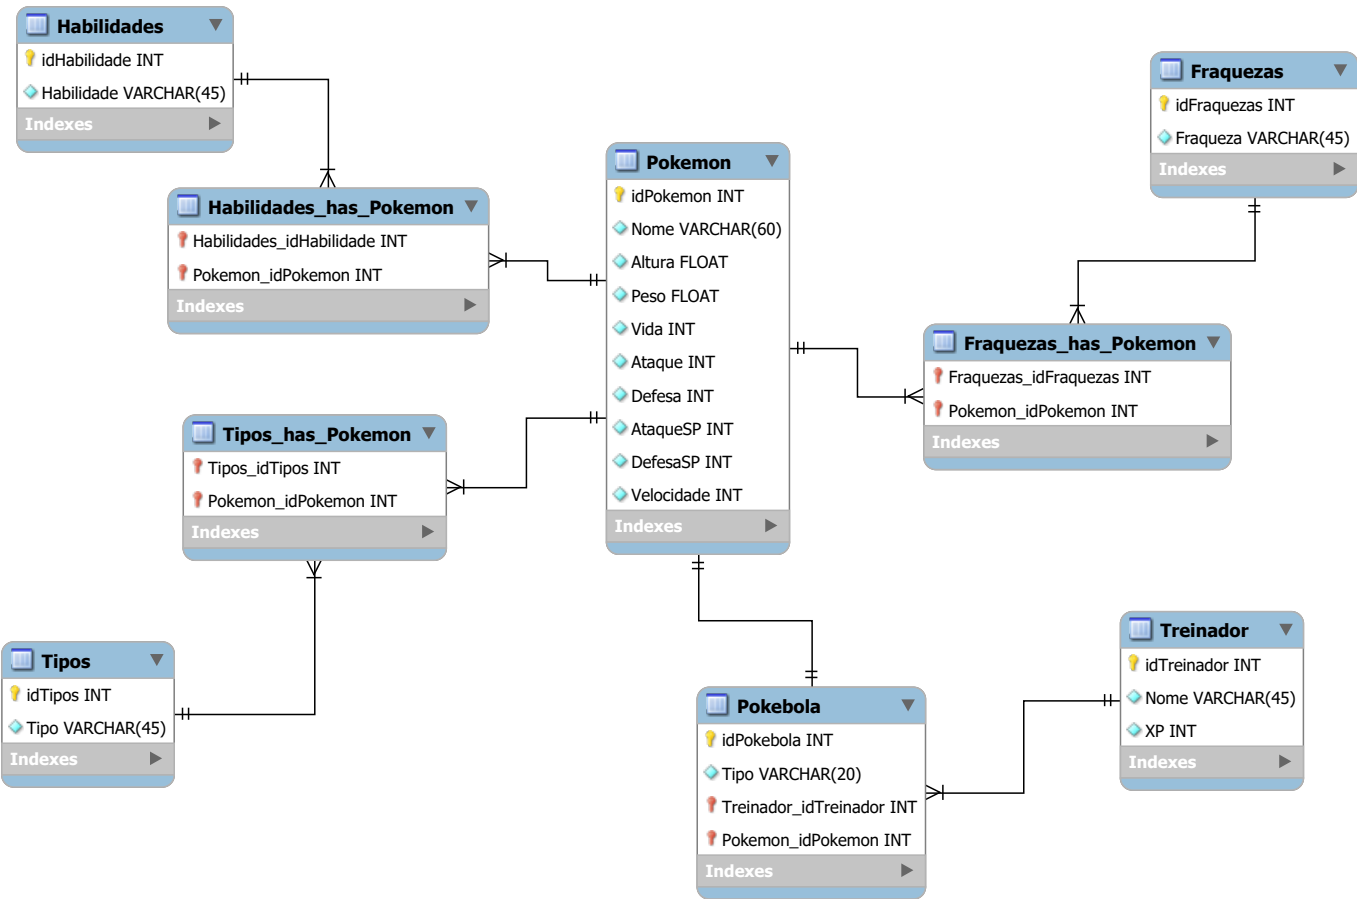 Habilidades
idHabilidade INT
Habilidade VARCHAR(45)
Indexes
Fraquezas
idFraquezas INT
Fraqueza VARCHAR(45)
Indexes
Pokemon
idPokemon INT
Nome VARCHAR(60)
Altura FLOAT
Peso FLOAT
Vida INT
Ataque INT
Defesa INT
AtaqueSP INT
DefesaSP INT
Velocidade INT
Indexes
Habilidades_has_Pokemon
Habilidades_idHabilidade INT
Pokemon_idPokemon INT
Indexes
Fraquezas_has_Pokemon
Fraquezas_idFraquezas INT
Pokemon_idPokemon INT
Indexes
Tipos_has_Pokemon
Tipos_idTipos INT
Pokemon_idPokemon INT
Indexes
Tipos
idTipos INT
Tipo VARCHAR(45)
Indexes
Pokebola
idPokebola INT
Tipo VARCHAR(20)
Treinador_idTreinador INT
Pokemon_idPokemon INT
Indexes
Treinador
idTreinador INT
Nome VARCHAR(45)
XP INT
Indexes